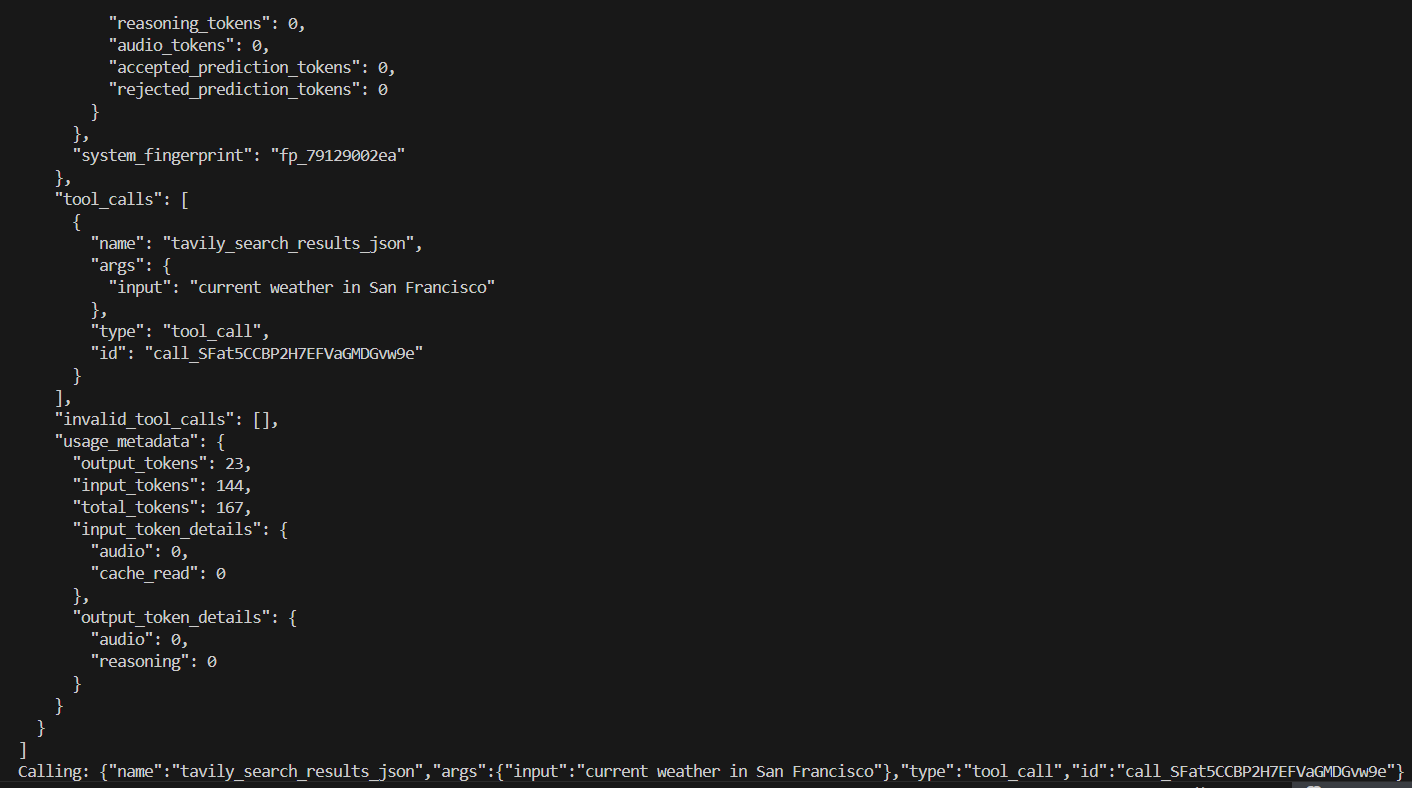 "reasoning_tokens": 0,
"audio_tokens": 0,
"accepted_prediction_tokens": 0,
"rejected_prediction_tokens": 0
}
},
"system_fingerprint": "fp_79129002ea"
},
"tool_calls": [
{
"name": "tavily_search_results_json",
"args": {
"input": "current weather in San Francisco"
},
"type": "tool_call",
"id": "call_SFat5CCBP2H7EFVaGMDGvw9e"
}
],
"invalid_tool_calls": [],
"usage_metadata": {
"output_tokens": 23,
"input_tokens": 144,
"total_tokens": 167,
"input_token_details": {
"audio": 0,
"cache_read": 0
},
"output_token_details": {
"audio": 0,
"reasoning": 0
}
}
}
]
Calling: {"name":"tavily_search_results_json","args":{"input":"current weather in San Francisco"},"type":"tool_call","id":"call_SFat5CCBP2H7EFVaGMDGvw9e"}